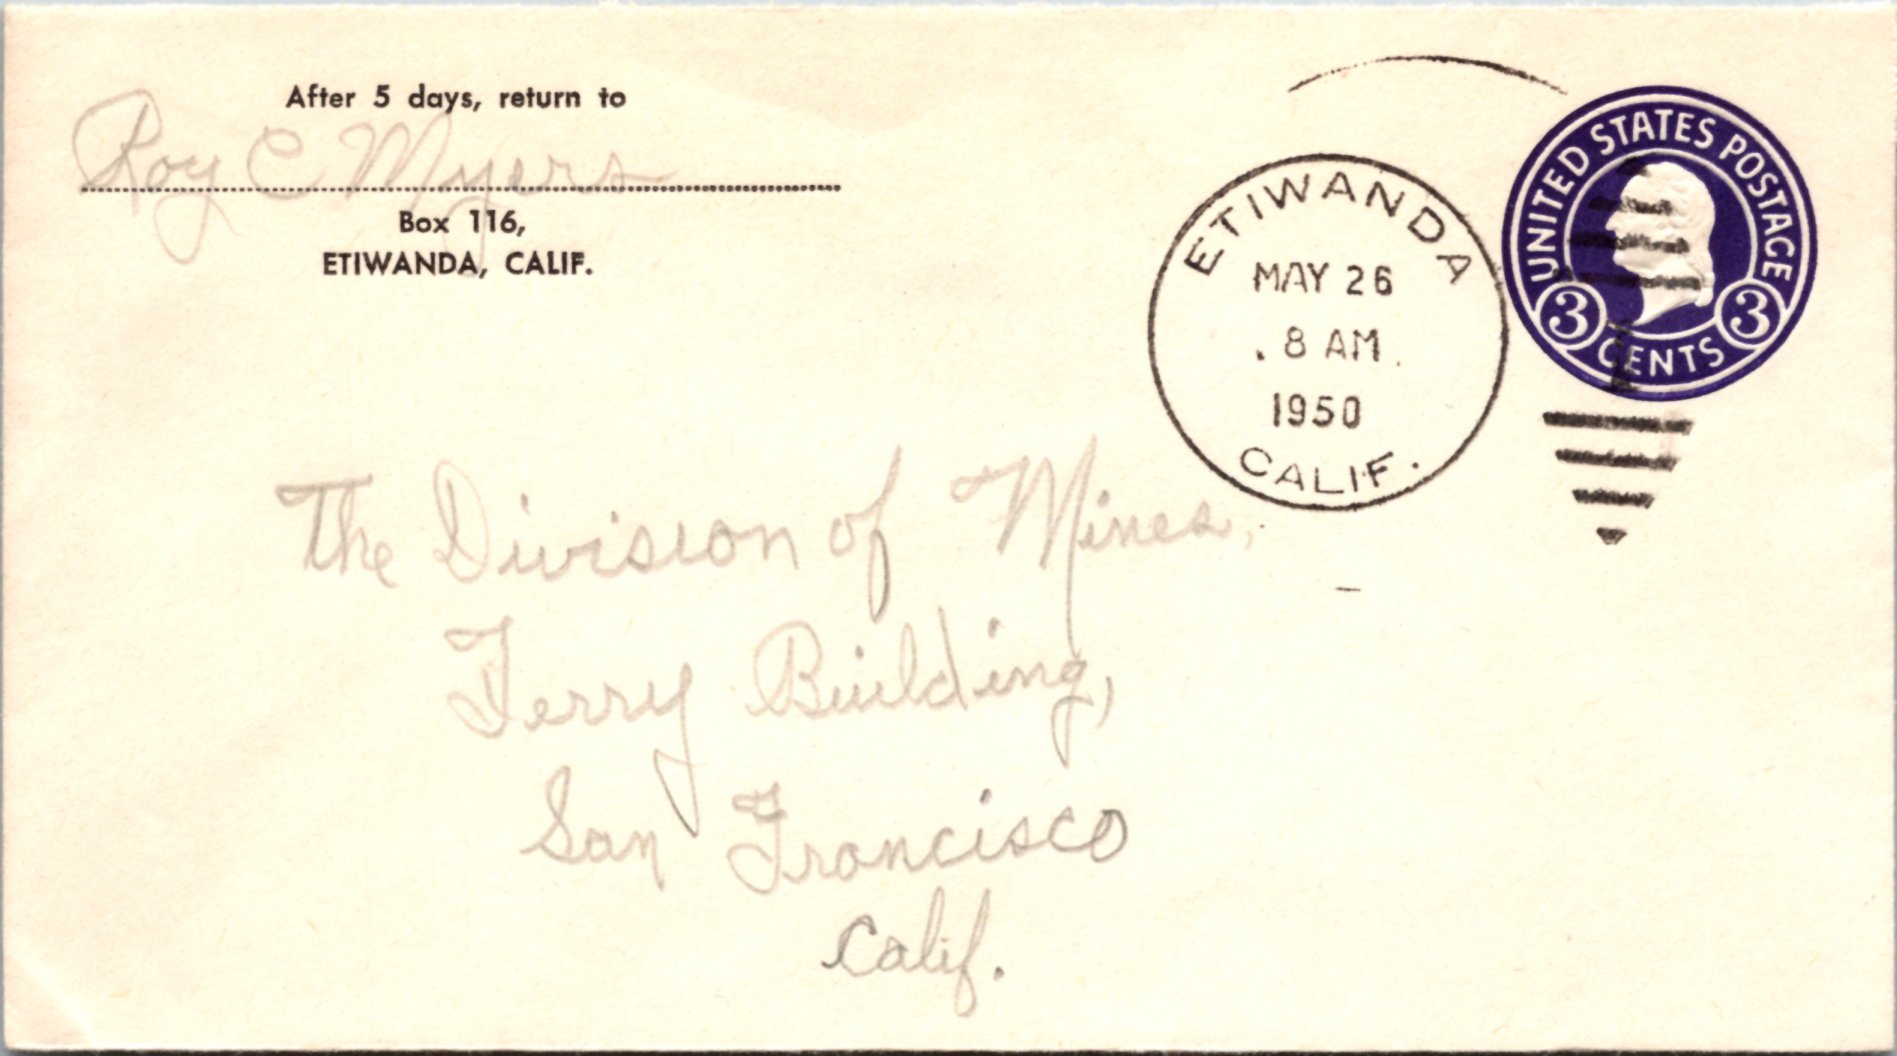 After 5 days, return to
Roy C Myers
Box 116,
ETIWANDA, CALIF.
ETIWANDA
MAY 26
8 AM
1950
CALIF.
UNITED STATES POSTAGE
3 CENTS 3
The Division of Mines,
Ferry Building,
San Francisco
Calif.